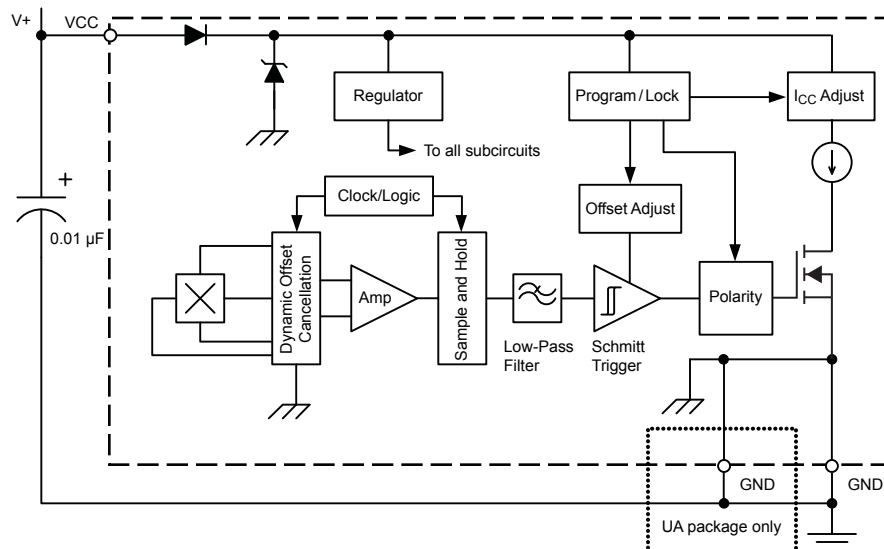 V+
VCC
Regulator
Program/Lock
ICC Adjust
To all subcircuits
+
0.01 µF
Clock/Logic
Offset Adjust
Dynamic Offset
Cancellation
Amp
Sample and Hold
Polarity
Low-Pass
Filter
Schmitt
Trigger
GND
GND
UA package only